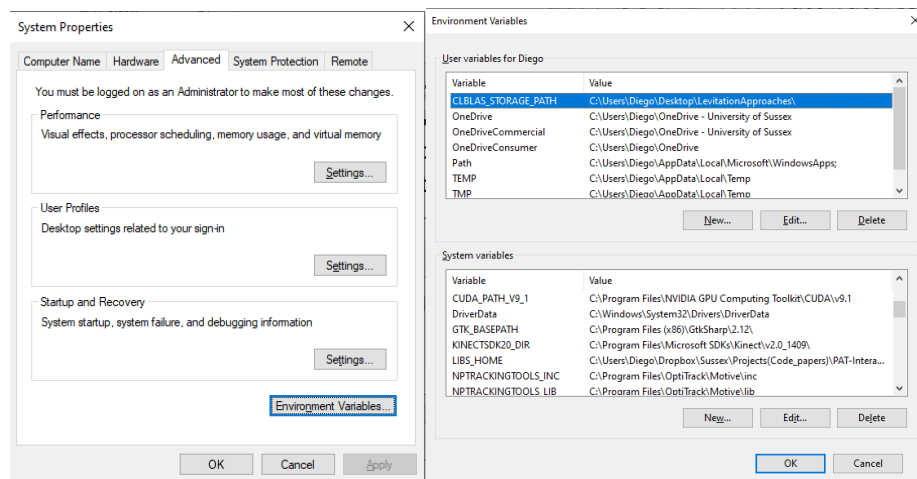 System Properties
Computer Name Hardware Advanced System Protection Remote
You must be logged on as an Administrator to make most of these changes.
Performance
Visual effects, processor scheduling, memory usage, and virtual memory
Settings...
User Profiles
Desktop settings related to your sign-in
Settings...
Startup and Recovery
System startup, system failure, and debugging information
Settings...
Environment Variables...
OK Cancel Apply
Environment Variables
User variables for Diego
Variable Value
CLBLAS_STORAGE_PATH C:\Users\Diego\Desktop\LevitationApproaches\
OneDrive C:\Users\Diego\OneDrive - University of Sussex
OneDriveCommercial C:\Users\Diego\OneDrive - University of Sussex
OneDriveConsumer C:\Users\Diego\OneDrive
Path C:\Users\Diego\AppData\Local\Microsoft\WindowsApps;
TEMP C:\Users\Diego\AppData\Local\Temp
TMP C:\Users\Diego\AppData\Local\Temp
New... Edit... Delete
System variables
Variable Value
CUDA_PATH_V9_1 C:\Program Files\NVIDIA GPU Computing Toolkit\CUDA\v9.1
DriverData C:\Windows\System32\Drivers\DriverData
GTK_BASEPATH C:\Program Files (x86)\GtkSharp\2.12\
KINECTSDK20_DIR C:\Program Files\Microsoft SDKs\Kinect\v2.0_1409\
LIBS_HOME C:\Users\Diego\Dropbox\Sussex\Projects(Code_papers)\PAT-Intera...
NPTRACKINGTOOLS_INC C:\Program Files\OptiTrack\Motive\inc
NPTRACKINGTOOLS_LIB C:\Program Files\OptiTrack\Motive\lib
New... Edit... Delete
OK Cancel